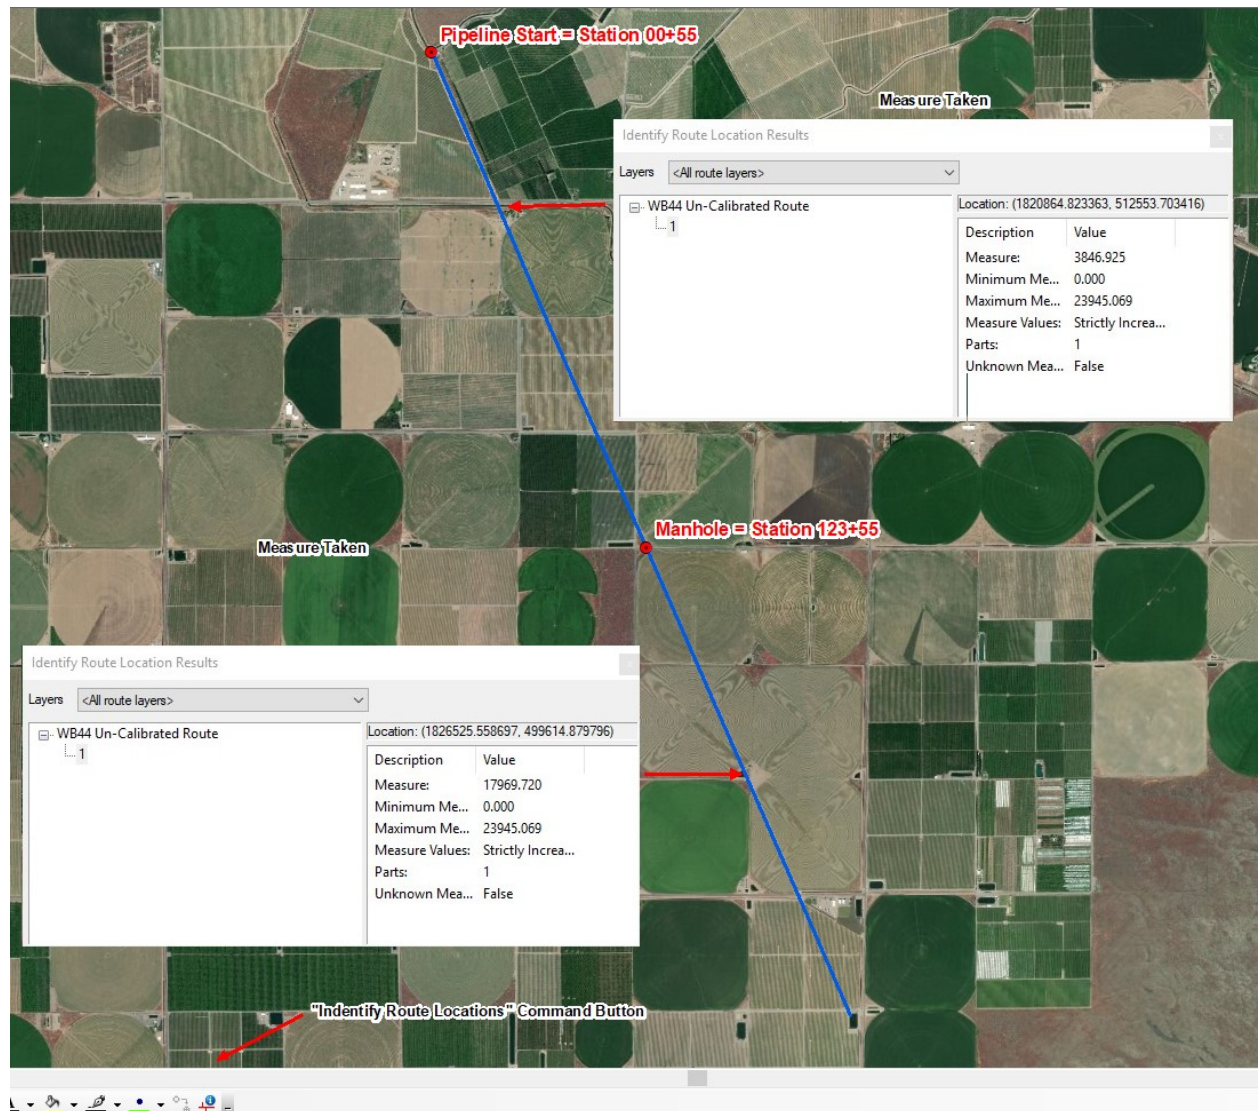 Pipeline Start = Station 00+55
Measure Taken
Identify Route Location Results
Layers <All route layers>
WB44 Un-Calibrated Route
1
Location: (1820864.823363, 512553.703416)
Description Value
Measure: 3846.925
Minimum Me... 0.000
Maximum Me... 23945.069
Measure Values: Strictly Increa...
Parts: 1
Unknown Mea... False
Manhole = Station 123+55
Measure Taken
Identify Route Location Results
Layers <All route layers>
WB44 Un-Calibrated Route
1
Location: (1826525.558697, 499614.879796)
Description Value
Measure: 17969.720
Minimum Me... 0.000
Maximum Me... 23945.069
Measure Values: Strictly Increa...
Parts: 1
Unknown Mea... False
"Indentify Route Locations" Command Button